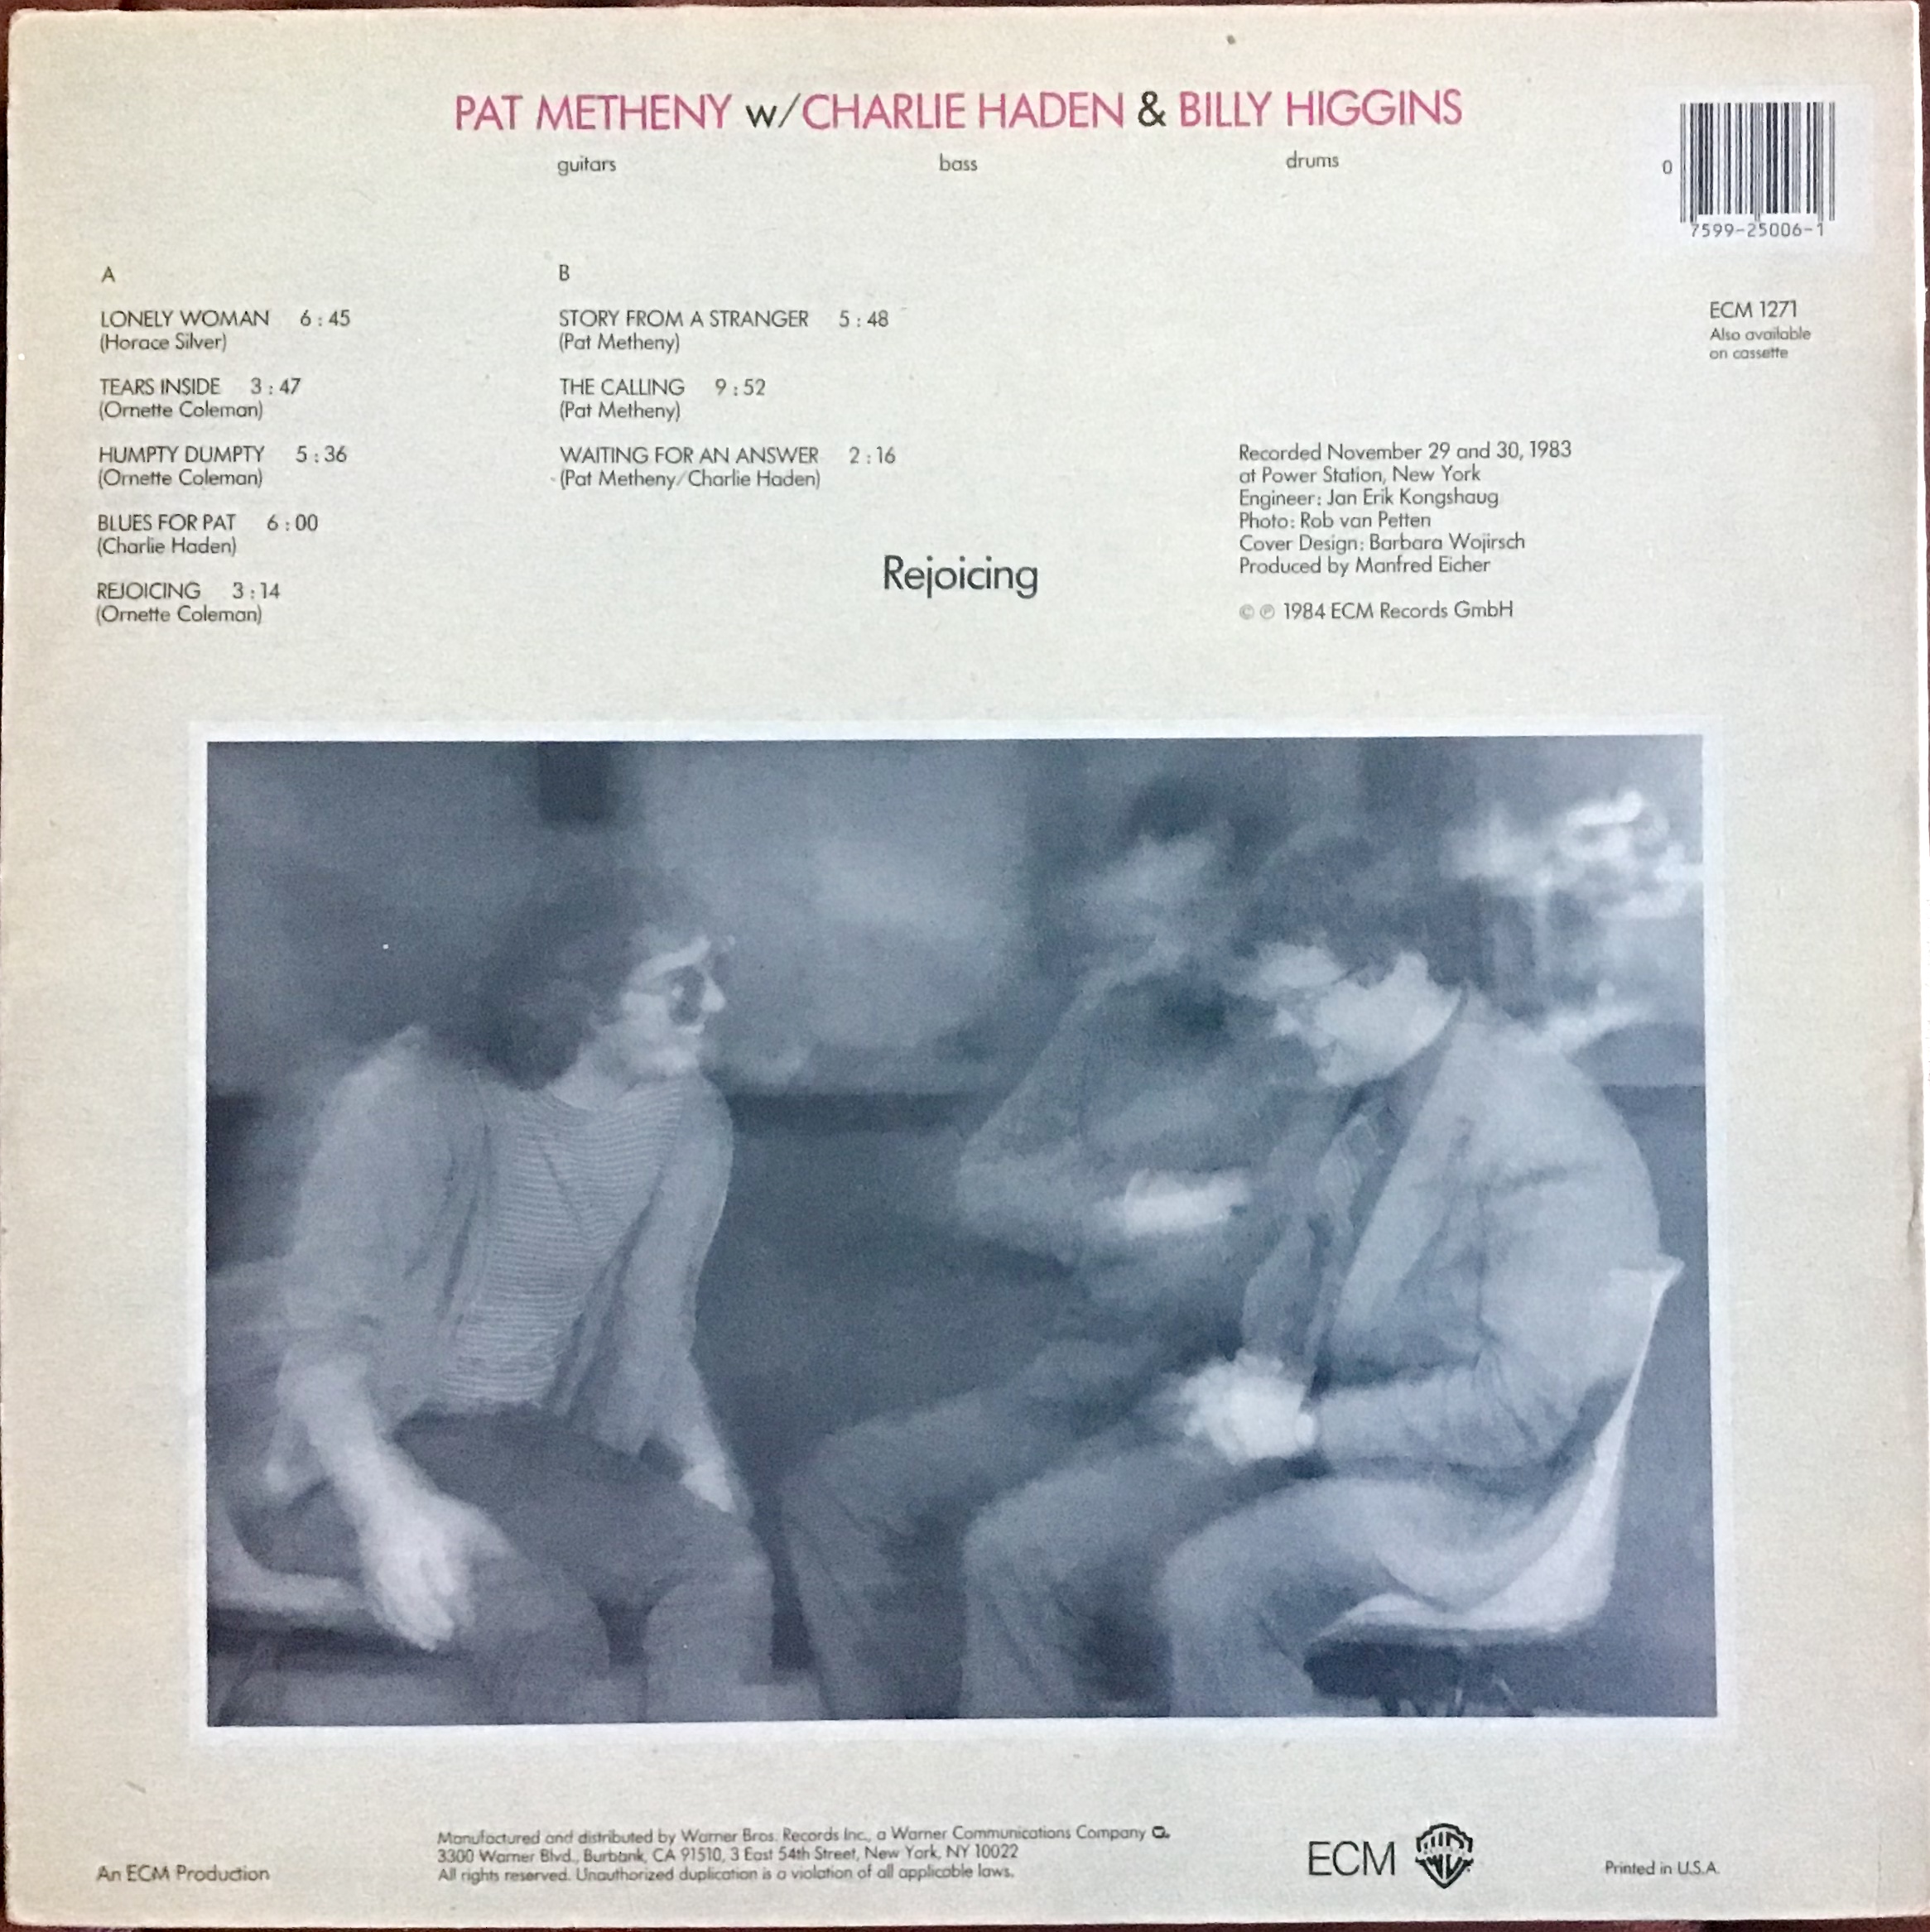 PAT METHENY w/CHARLIE HADEN & BILLY HIGGINS
guitars bass drums
0
7599-25006-1
A
LONELY WOMAN 6:45
(Horace Silver)
TEARS INSIDE 3:47
(Ornette Coleman)
HUMPTY DUMPTY 5:36
(Ornette Coleman)
BLUES FOR PAT 6:00
(Charlie Haden)
REJOICING 3:14
(Ornette Coleman)
B
STORY FROM A STRANGER 5:48
(Pat Metheny)
THE CALLING 9:52
(Pat Metheny)
WAITING FOR AN ANSWER 2:16
(Pat Metheny/Charlie Haden)
Rejoicing
ECM 1271
Also available
on cassette
Recorded November 29 and 30, 1983
at Power Station, New York
Engineer: Jan Erik Kongshaug
Photo: Rob van Petten
Cover Design: Barbara Wojirsch
Produced by Manfred Eicher
© ℗ 1984 ECM Records GmbH
An ECM Production
Manufactured and distributed by Warner Bros. Records Inc., a Warner Communications Company
3300 Warner Blvd., Burbank, CA 91510, 3 East 54th Street, New York, NY 10022
All rights reserved. Unauthorized duplication is a violation of all applicable laws.
ECM WB
Printed in U.S.A.